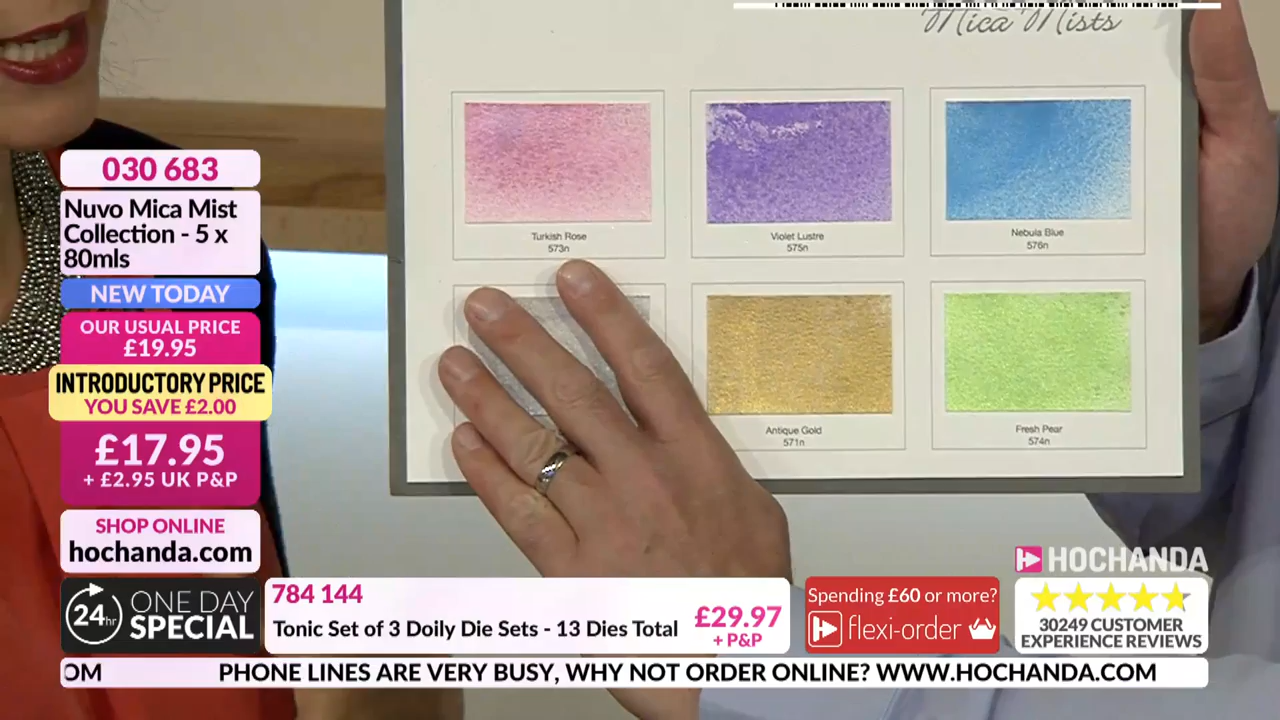 Mica Mists
Turkish Rose
573n
Violet Lustre
575n
Nebula Blue
576n
Antique Gold
571n
Fresh Pear
574n
030 683
Nuvo Mica Mist
Collection - 5 x
80mls
NEW TODAY
OUR USUAL PRICE
£19.95
INTRODUCTORY PRICE
YOU SAVE £2.00
£17.95
+ £2.95 UK P&P
SHOP ONLINE
hochanda.com
24hr
ONE DAY
SPECIAL
784 144
Tonic Set of 3 Doily Die Sets - 13 Dies Total
£29.97
+ P&P
Spending £60 or more?
flexi-order
HOCHANDA
30249 CUSTOMER
EXPERIENCE REVIEWS
OM PHONE LINES ARE VERY BUSY, WHY NOT ORDER ONLINE? WWW.HOCHANDA.COM